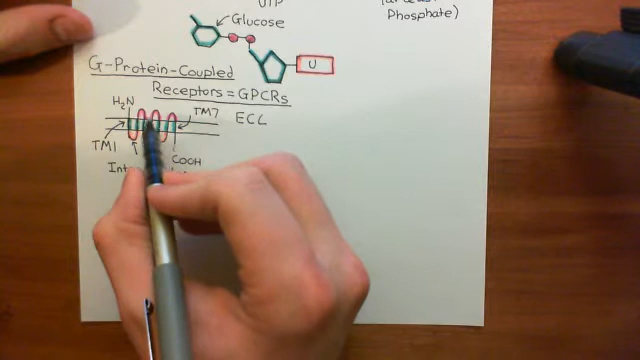 UTP
Phosphate)
Glucose
U
G-Protein-Coupled
Receptors = GPCRs
H₂N
TM7
ECL
TM1
COOH